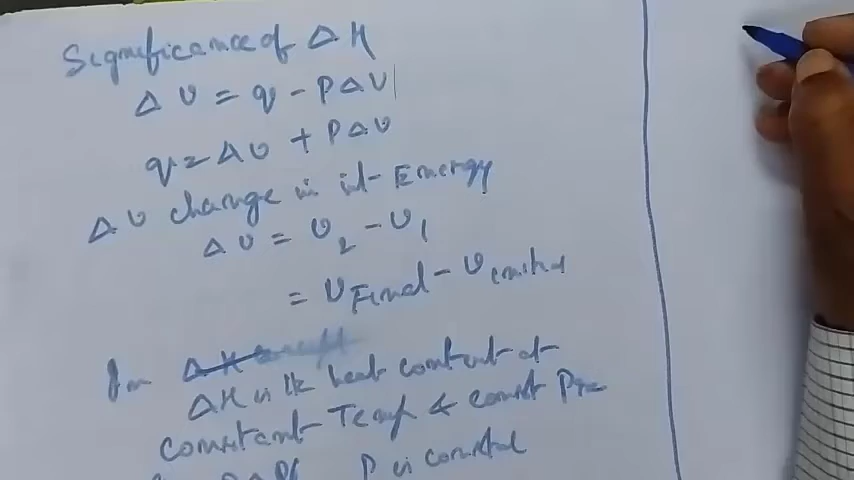 Significance of ΔH
ΔU = q - PΔV
q = ΔU + PΔV
ΔU change in int-Energy
ΔU = U2 - U1
= UFinal - Uinitial
ΔH is the heat content at
constant Temp & const Pre
P is constant